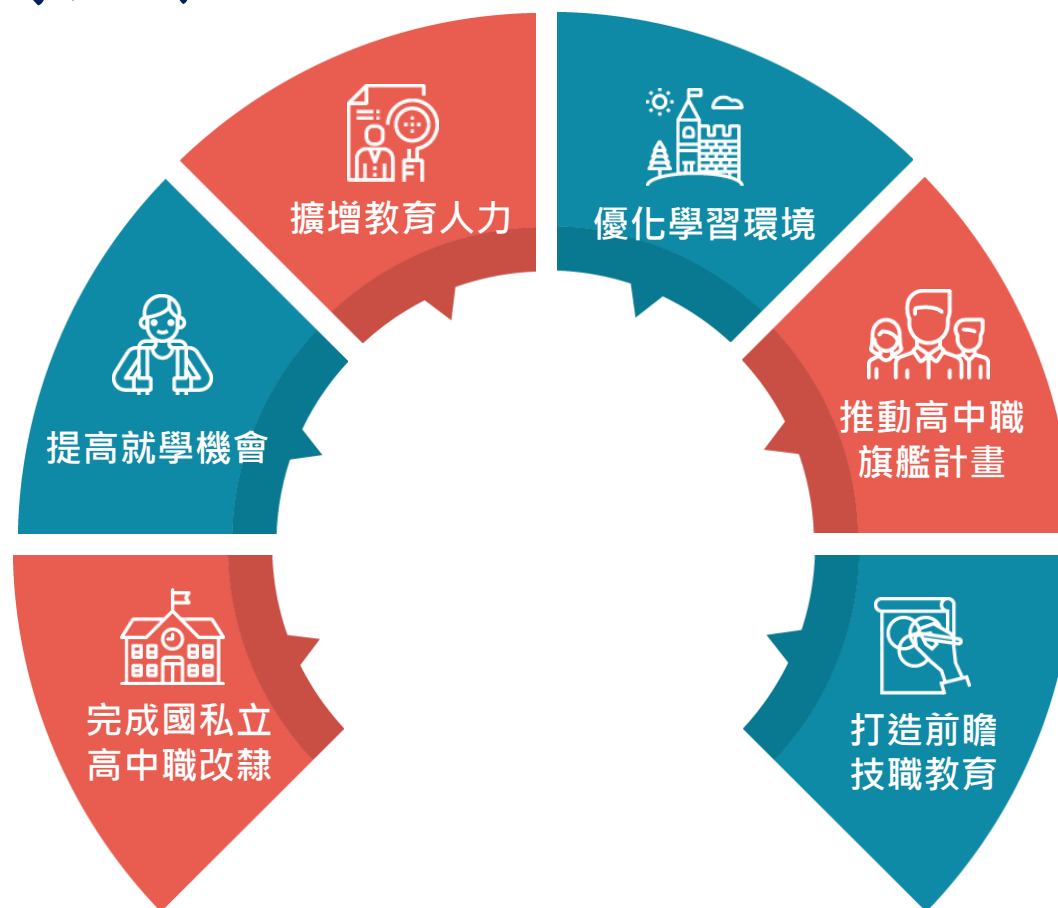 完成國私立
高中職改隸
提高就學機會
擴增教育人力
優化學習環境
推動高中職
旗艦計畫
打造前瞻
技職教育